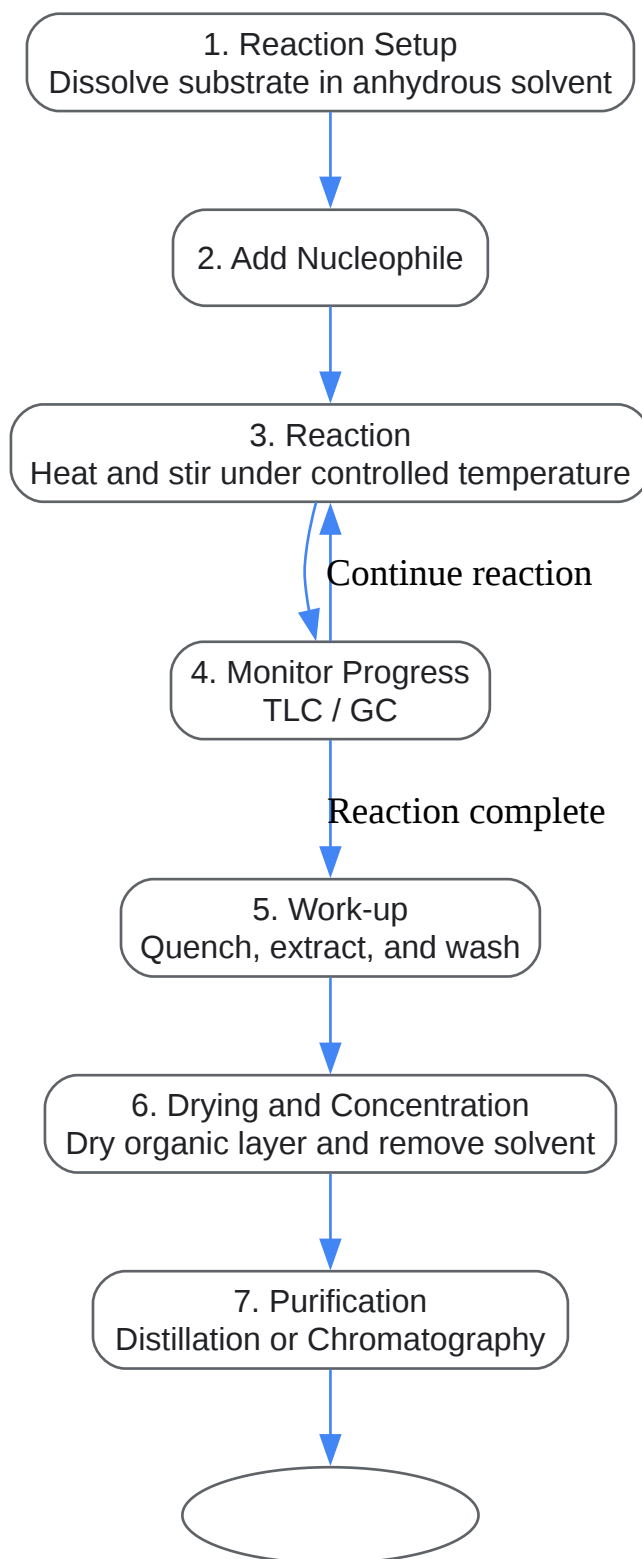 1. Reaction Setup
Dissolve substrate in anhydrous solvent
2. Add Nucleophile
3. Reaction
Heat and stir under controlled temperature
Continue reaction
4. Monitor Progress
TLC / GC
Reaction complete
5. Work-up
Quench, extract, and wash
6. Drying and Concentration
Dry organic layer and remove solvent
7. Purification
Distillation or Chromatography